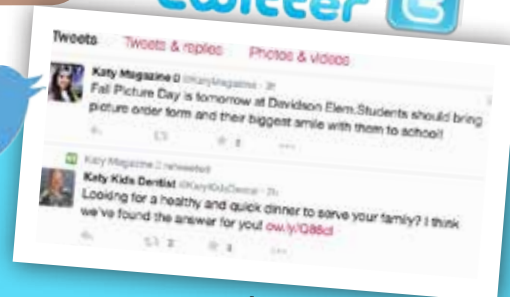 twitter
Tweets Tweets & replies Photos & videos
Katy Magazine @KatyMagazine · 3h
Fall Picture Day is tomorrow at Davidson Elem.Students should bring
picture order form and their biggest smile with them to school!
Katy Magazine retweeted
Katy Kids Dentist
Looking for a healthy and quick dinner to serve your family? I think
we've found the answer for you!
2